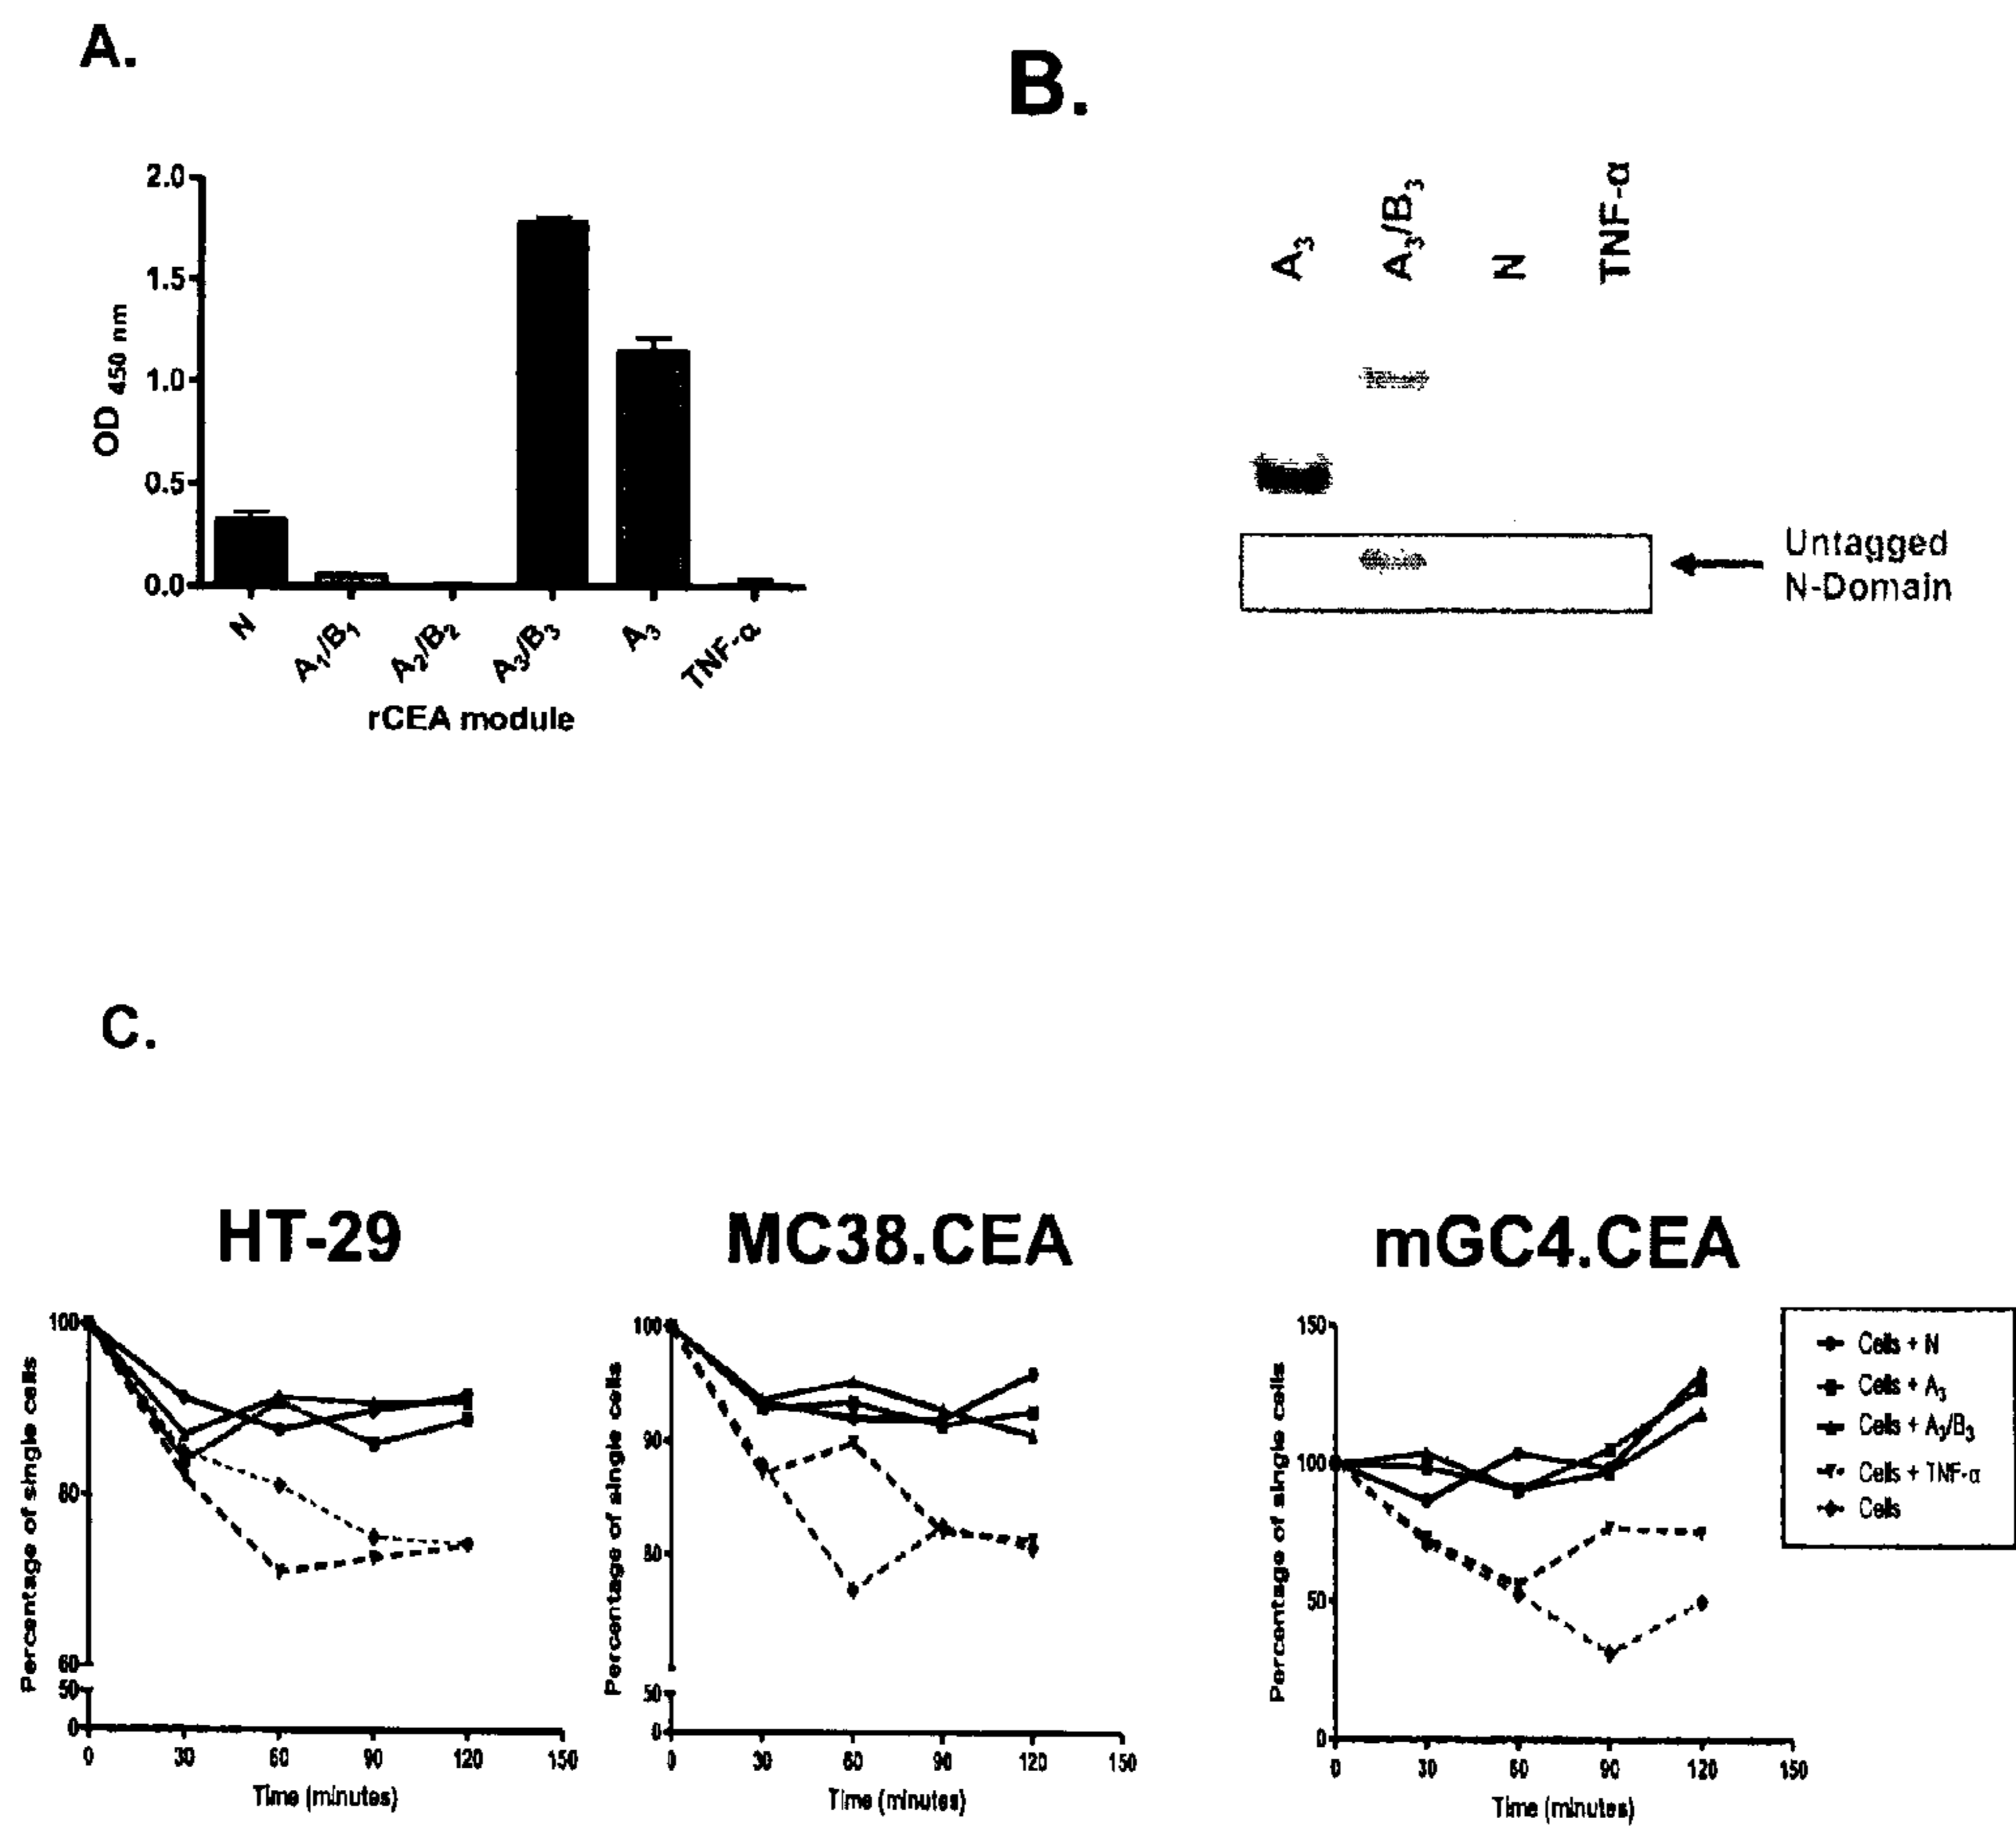 A.
2.0
1.5
1.0
0.5
0.0
OD 450 nm
N
A1/B1
A2/B2
A3/B3
A3
TNF-α
rCEA module
B.
A3
A3/B3
N
TNF-α
Untagged
N-Domain
C.
HT-29
100
80
60
50
0
Percentage of single cells
0 30 60 90 120 150
Time (minutes)
MC38.CEA
100
90
80
50
0
Percentage of single cells
0 30 60 90 120 150
Time (minutes)
mGC4.CEA
150
100
50
0
Percentage of single cells
0 30 60 90 120 150
Time (minutes)
Cells + N
Cells + A3
Cells + A3/B3
Cells + TNF-α
Cells